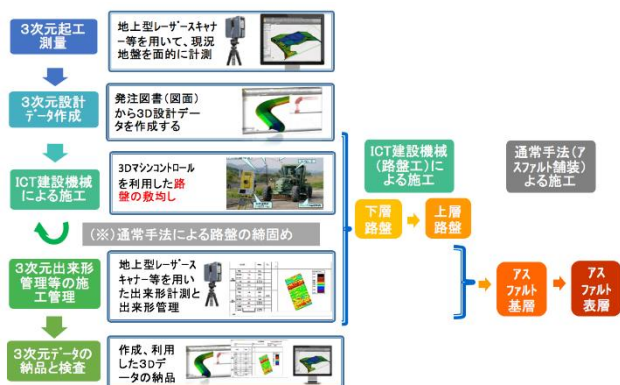 3次元起工
測量
地上型レーザースキャナ
ー等を用いて、現況
地盤を面的に計測
3次元設計
データ作成
発注図書（図面）
から3D設計デー
タを作成する
ICT建設機械
による施工
3Dマシンコントロール
を利用した路
盤の敷均し
（※）通常手法による路盤の締固め
3次元出来形
管理等の施
工管理
地上型レーザース
キャナー等を用い
た出来形計測と
出来形管理
3次元データの
納品と検査
作成、利用
した3Dデ
ータの納品
ICT建設機械
（路盤工）に
よる施工
通常手法（ア
スファルト舗装）
よる施工
下層
路盤
上層
路盤
アス
ファルト
基層
アス
ファルト
表層